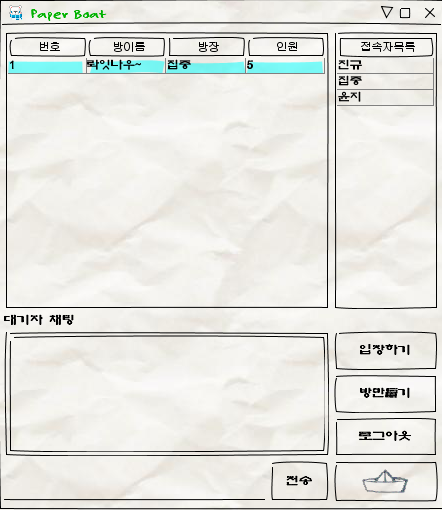 Paper Boat
번호 방이름 방장 인원 접속자목록
1 롸잇나우~ 집중 5
진규
집중
윤지
대기자 채팅
입장하기
방만들기
로그아웃
전송